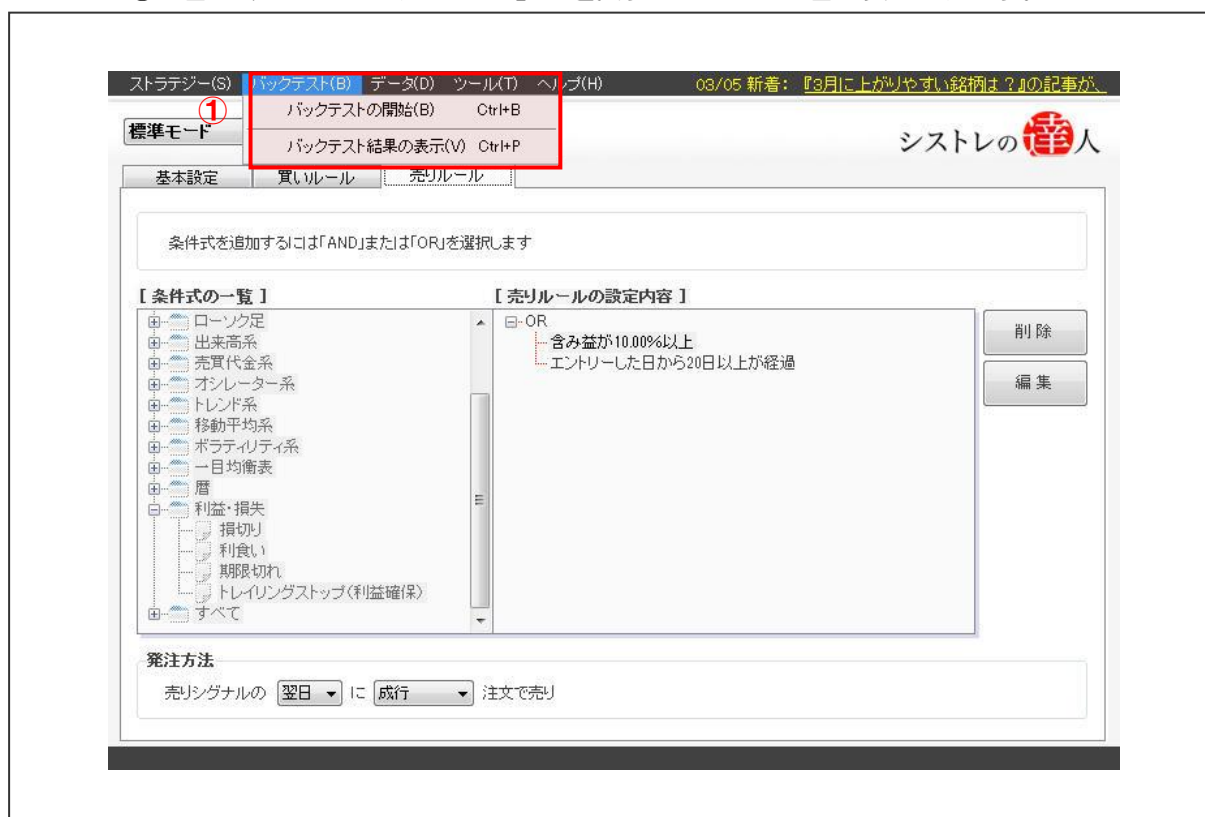 ストラテジー(S) バックテスト(B) データ(D) ツール(T) ヘルプ(H) 03/05 新着： 『3月に上がりやすい銘柄は？』の記事が、
①
バックテストの開始(B) Ctrl+B
標準モード
バックテスト結果の表示(V) Ctrl+P
シストレの達人
基本設定 買いルール 売りルール
条件式を追加するには「AND」または「OR」を選択します
[ 条件式の一覧 ] [ 売りルールの設定内容 ]
ローソク足
出来高系
売買代金系
オシレーター系
トレンド系
移動平均系
ボラティリティ系
一目均衡表
暦
利益・損失
損切り
利食い
期限切れ
トレイリングストップ(利益確保)
すべて
OR
含み益が10.00%以上
エントリーした日から20日以上が経過
削除
編集
発注方法
売りシグナルの 翌日 に 成行 注文で売り